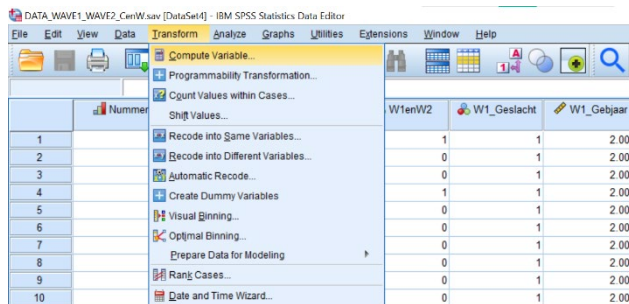 DATA_WAVE1_WAVE2_CenW.sav [DataSet4] - IBM SPSS Statistics Data Editor
File Edit View Data Transform Analyze Graphs Utilities Extensions Window Help
Compute Variable...
Programmability Transformation...
Count Values within Cases...
Shift Values...
Recode into Same Variables...
Recode into Different Variables...
Automatic Recode...
Create Dummy Variables
Visual Binning...
Optimal Binning...
Prepare Data for Modeling
Rank Cases...
Date and Time Wizard...
Nummer W1enW2 W1_Geslacht W1_Gebjaar
1 1 1 2.00
2 0 1 2.00
3 0 1 2.00
4 1 1 2.00
5 0 1 2.00
6 0 1 2.00
7 0 1 2.00
8 0 1 2.00
9 0 1 2.00
10 0 1 2.00